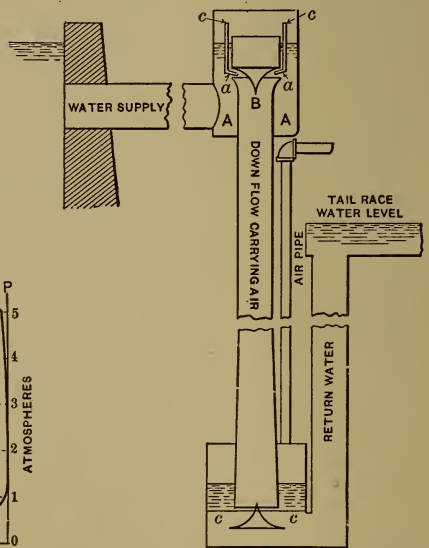 c c
a a
WATER SUPPLY
A B A
DOWN FLOW CARRYING AIR
TAIL RACE
WATER LEVEL
AIR PIPE
RETURN WATER
P
5
4
3
2
1
0
ATMOSPHERES
c c